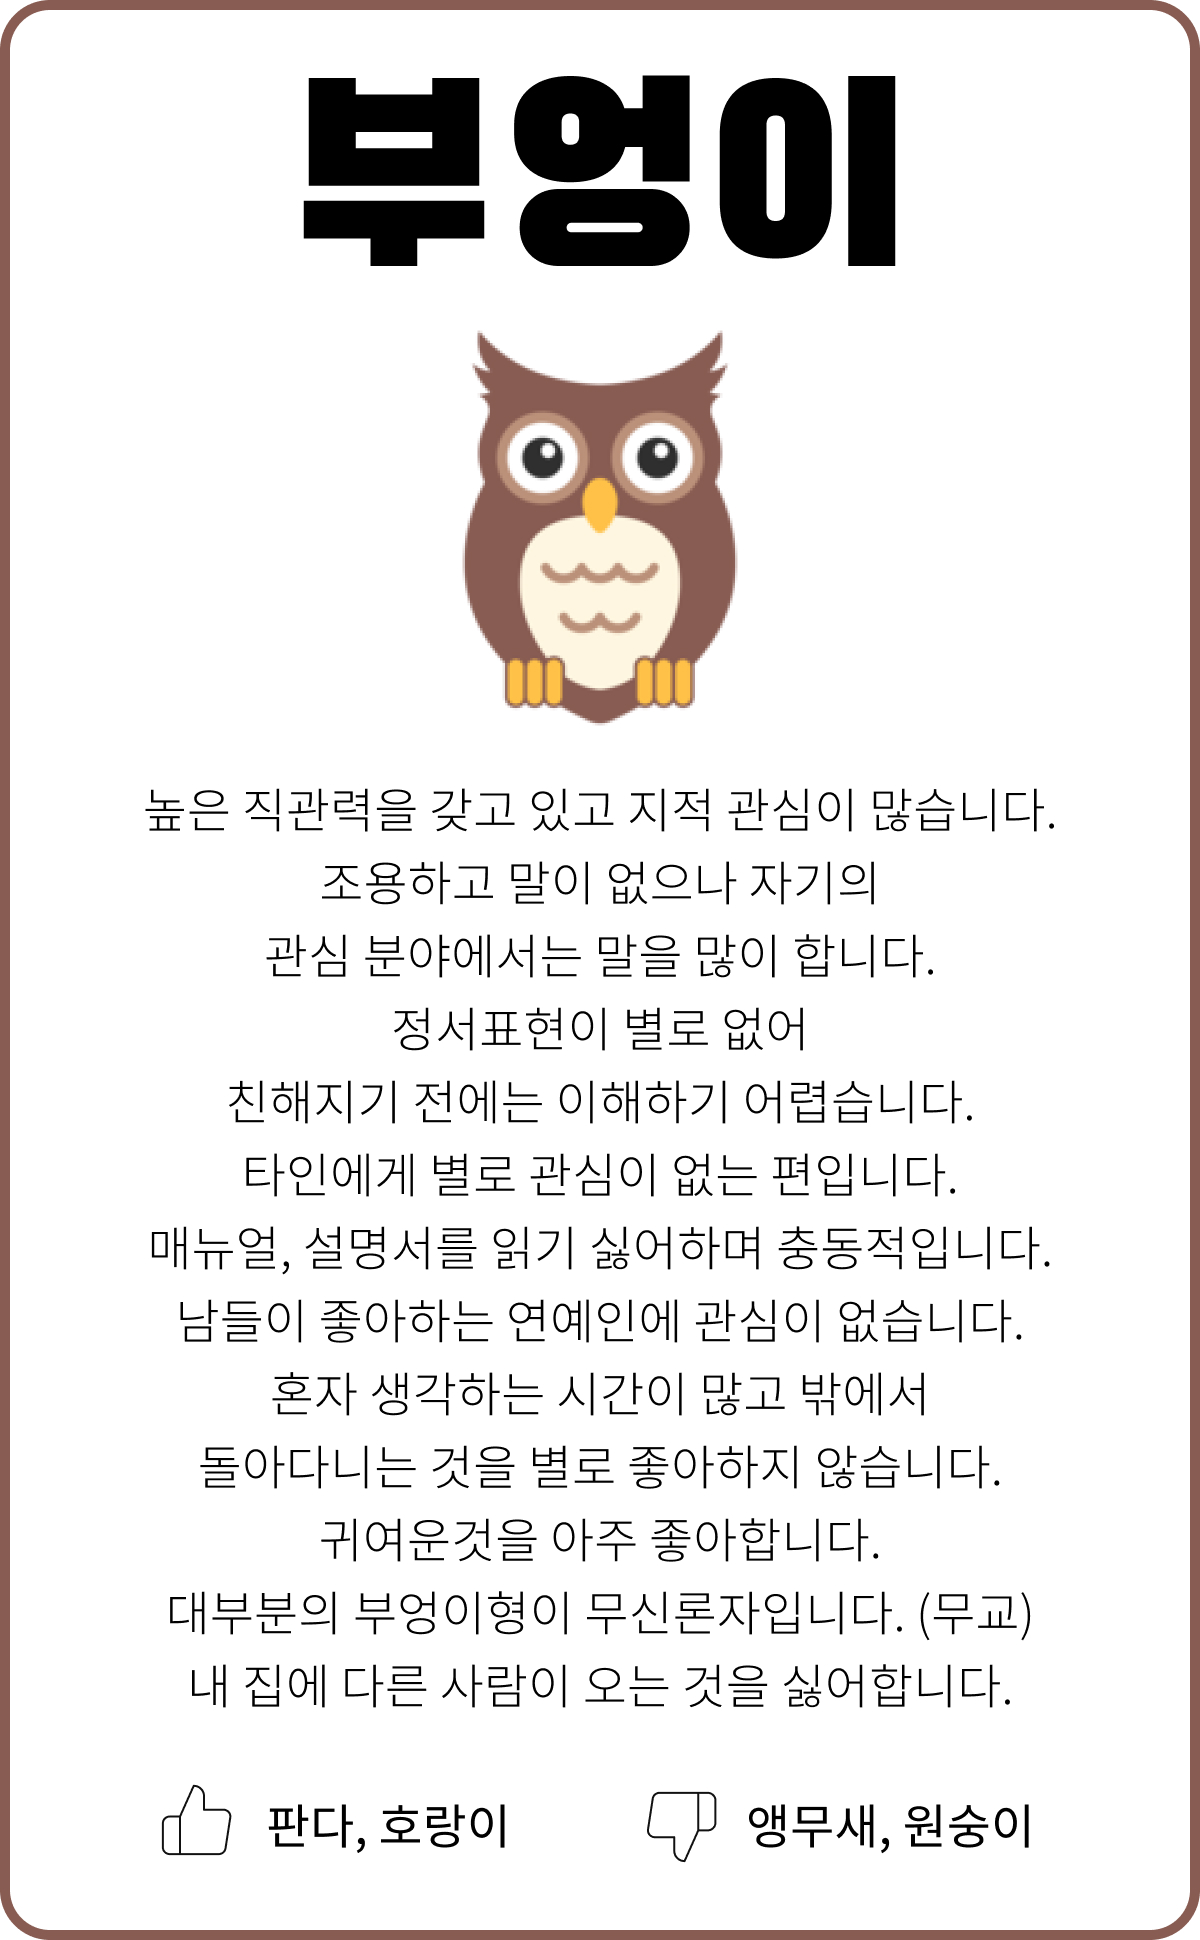 부엉이
높은 직관력을 갖고 있고 지적 관심이 많습니다.
조용하고 말이 없으나 자기의
관심 분야에서는 말을 많이 합니다.
정서표현이 별로 없어
친해지기 전에는 이해하기 어렵습니다.
타인에게 별로 관심이 없는 편입니다.
매뉴얼, 설명서를 읽기 싫어하며 충동적입니다.
남들이 좋아하는 연예인에 관심이 없습니다.
혼자 생각하는 시간이 많고 밖에서
돌아다니는 것을 별로 좋아하지 않습니다.
귀여운것을 아주 좋아합니다.
대부분의 부엉이형이 무신론자입니다. (무교)
내 집에 다른 사람이 오는 것을 싫어합니다.
판다, 호랑이
앵무새, 원숭이